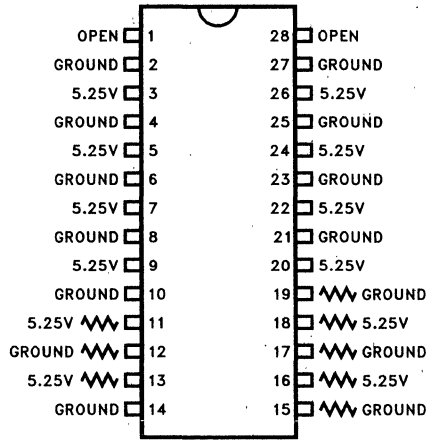 OPEN 1 28 OPEN
GROUND 2 27 GROUND
5.25V 3 26 5.25V
GROUND 4 25 GROUND
5.25V 5 24 5.25V
GROUND 6 23 GROUND
5.25V 7 22 5.25V
GROUND 8 21 GROUND
5.25V 9 20 5.25V
GROUND 10 19 GROUND
5.25V 11 18 5.25V
GROUND 12 17 GROUND
5.25V 13 16 5.25V
GROUND 14 15 GROUND